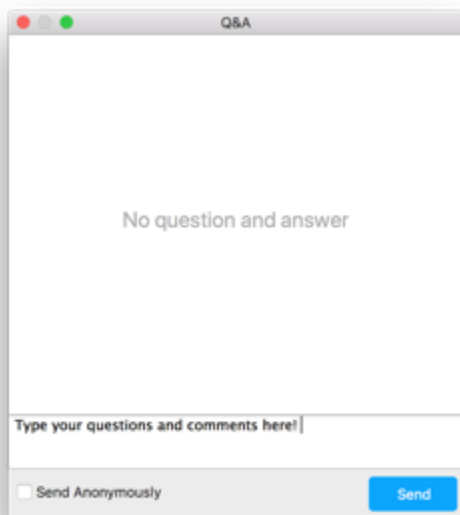 Q&A
No question and answer
Type your questions and comments here!
Send Anonymously
Send